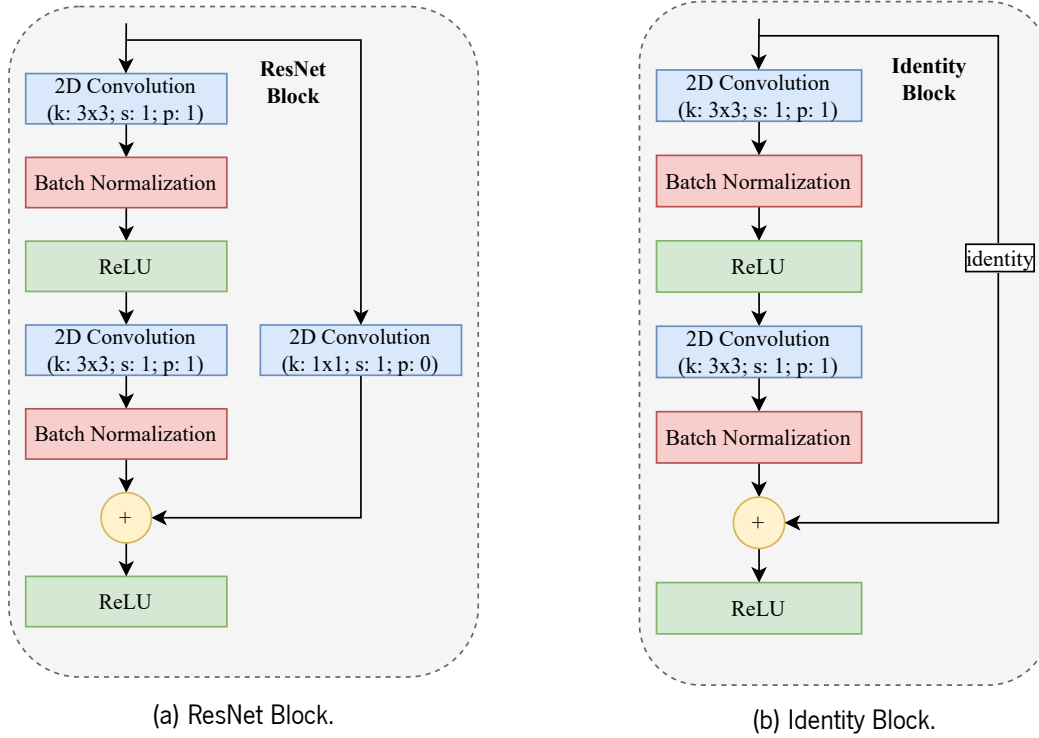 ResNet
Block
2D Convolution
(k: 3x3; s: 1; p: 1)
Batch Normalization
ReLU
2D Convolution
(k: 3x3; s: 1; p: 1)
2D Convolution
(k: 1x1; s: 1; p: 0)
Batch Normalization
+
ReLU
(a) ResNet Block.
Identity
Block
2D Convolution
(k: 3x3; s: 1; p: 1)
Batch Normalization
ReLU
identity
2D Convolution
(k: 3x3; s: 1; p: 1)
Batch Normalization
+
ReLU
(b) Identity Block.